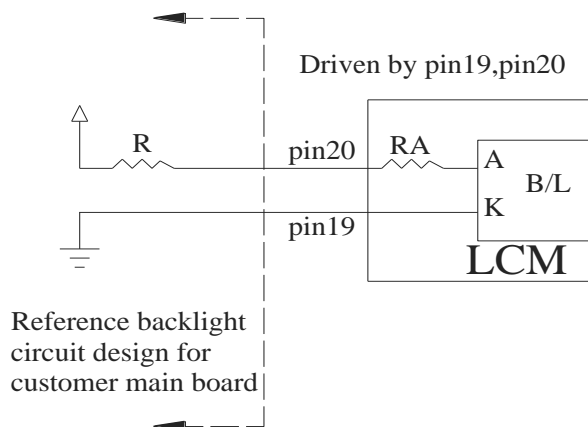 Driven by pin19,pin20
R
pin20
RA
A
B/L
K
pin19
LCM
Reference backlight
circuit design for
customer main board